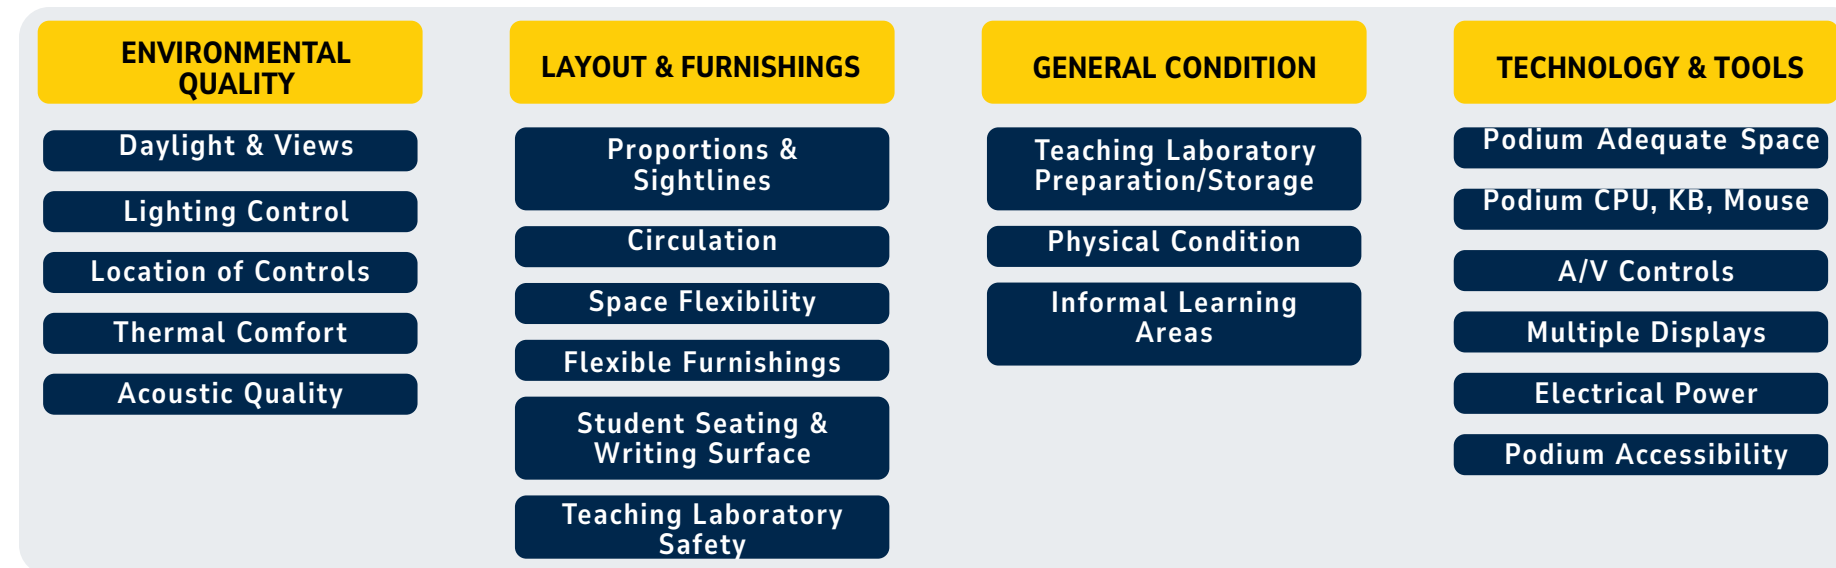 ENVIRONMENTAL
QUALITY
Daylight & Views
Lighting Control
Location of Controls
Thermal Comfort
Acoustic Quality
LAYOUT & FURNISHINGS
Proportions &
Sightlines
Circulation
Space Flexibility
Flexible Furnishings
Student Seating &
Writing Surface
Teaching Laboratory
Safety
GENERAL CONDITION
Teaching Laboratory
Preparation/Storage
Physical Condition
Informal Learning
Areas
TECHNOLOGY & TOOLS
Podium Adequate Space
Podium CPU, KB, Mouse
A/V Controls
Multiple Displays
Electrical Power
Podium Accessibility